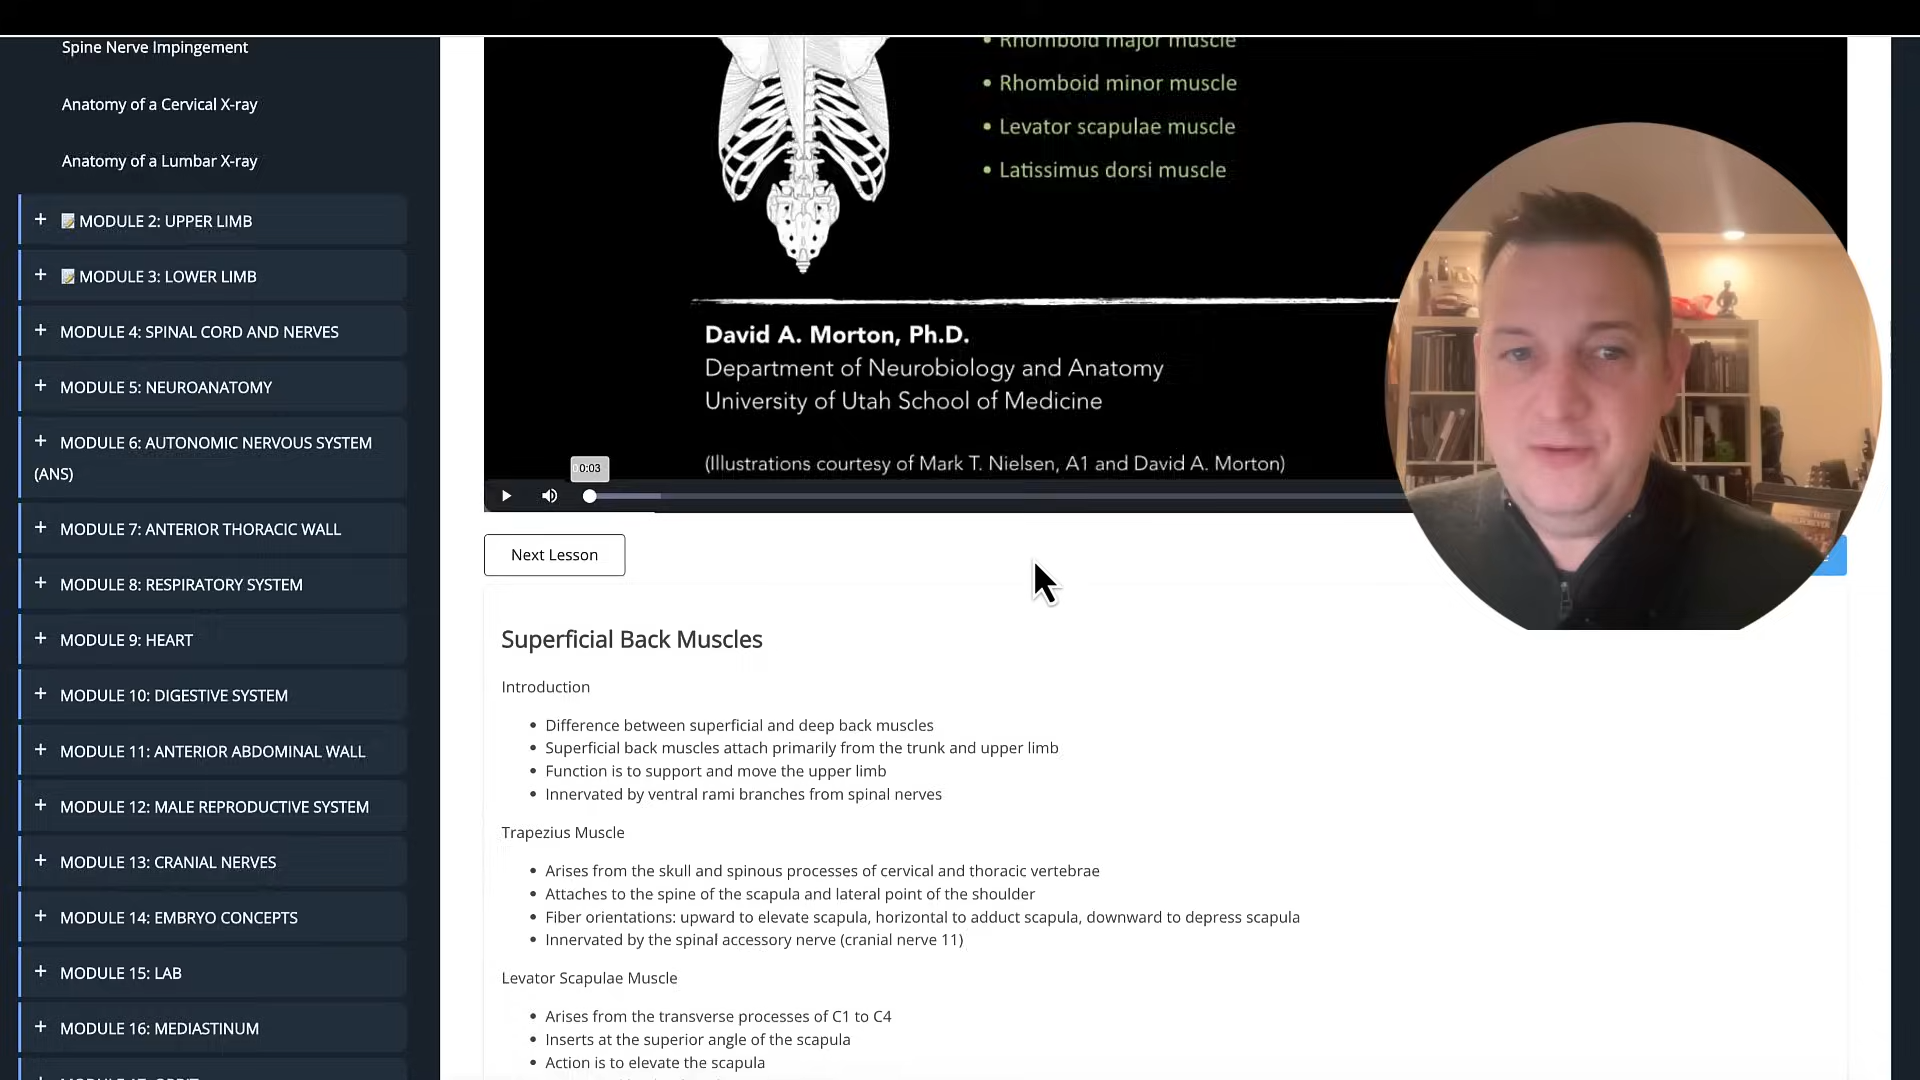 Spine Nerve Impingement
Anatomy of a Cervical X-ray
Anatomy of a Lumbar X-ray
+ MODULE 2: UPPER LIMB
+ MODULE 3: LOWER LIMB
+ MODULE 4: SPINAL CORD AND NERVES
+ MODULE 5: NEUROANATOMY
+ MODULE 6: AUTONOMIC NERVOUS SYSTEM
(ANS)
+ MODULE 7: ANTERIOR THORACIC WALL
+ MODULE 8: RESPIRATORY SYSTEM
+ MODULE 9: HEART
+ MODULE 10: DIGESTIVE SYSTEM
+ MODULE 11: ANTERIOR ABDOMINAL WALL
+ MODULE 12: MALE REPRODUCTIVE SYSTEM
+ MODULE 13: CRANIAL NERVES
+ MODULE 14: EMBRYO CONCEPTS
+ MODULE 15: LAB
+ MODULE 16: MEDIASTINUM
• Rhomboid major muscle
• Rhomboid minor muscle
• Levator scapulae muscle
• Latissimus dorsi muscle
David A. Morton, Ph.D.
Department of Neurobiology and Anatomy
University of Utah School of Medicine
(Illustrations courtesy of Mark T. Nielsen, A1 and David A. Morton)
0:03
Next Lesson
Superficial Back Muscles
Introduction
• Difference between superficial and deep back muscles
• Superficial back muscles attach primarily from the trunk and upper limb
• Function is to support and move the upper limb
• Innervated by ventral rami branches from spinal nerves
Trapezius Muscle
• Arises from the skull and spinous processes of cervical and thoracic vertebrae
• Attaches to the spine of the scapula and lateral point of the shoulder
• Fiber orientations: upward to elevate scapula, horizontal to adduct scapula, downward to depress scapula
• Innervated by the spinal accessory nerve (cranial nerve 11)
Levator Scapulae Muscle
• Arises from the transverse processes of C1 to C4
• Inserts at the superior angle of the scapula
• Action is to elevate the scapula